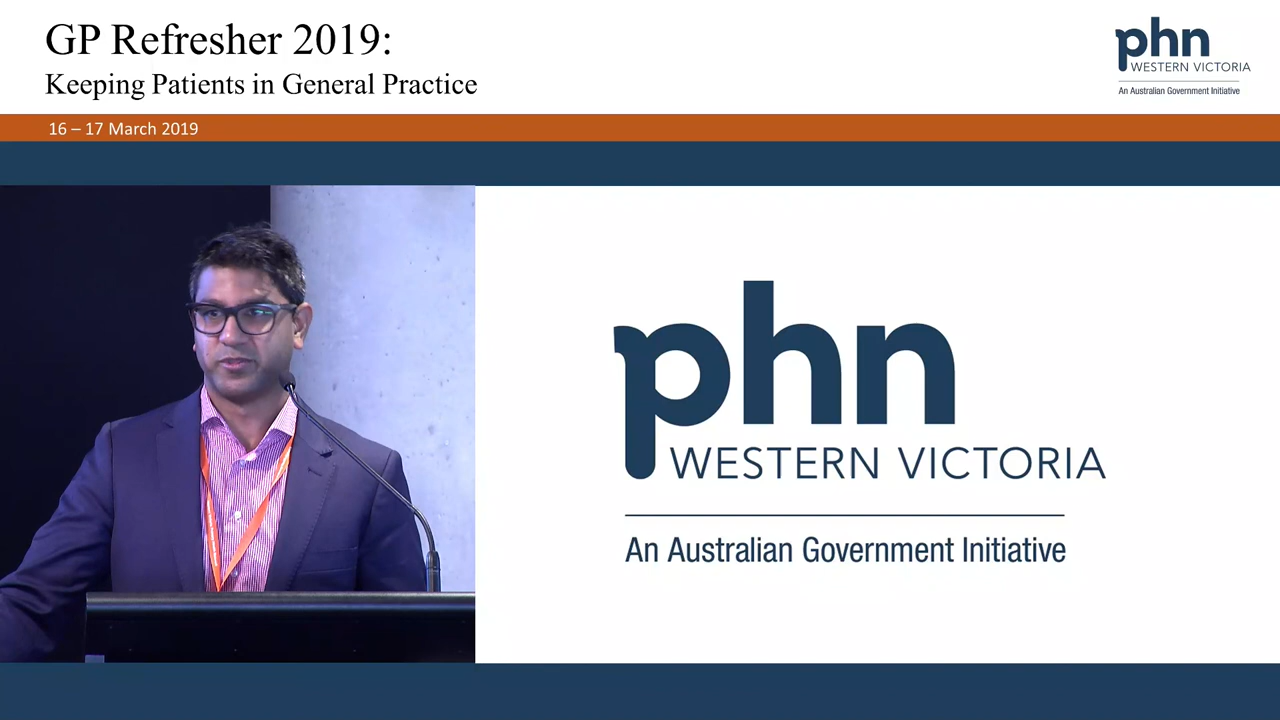 GP Refresher 2019:
Keeping Patients in General Practice
phn
WESTERN VICTORIA
An Australian Government Initiative
16 – 17 March 2019
phn
WESTERN VICTORIA
An Australian Government Initiative